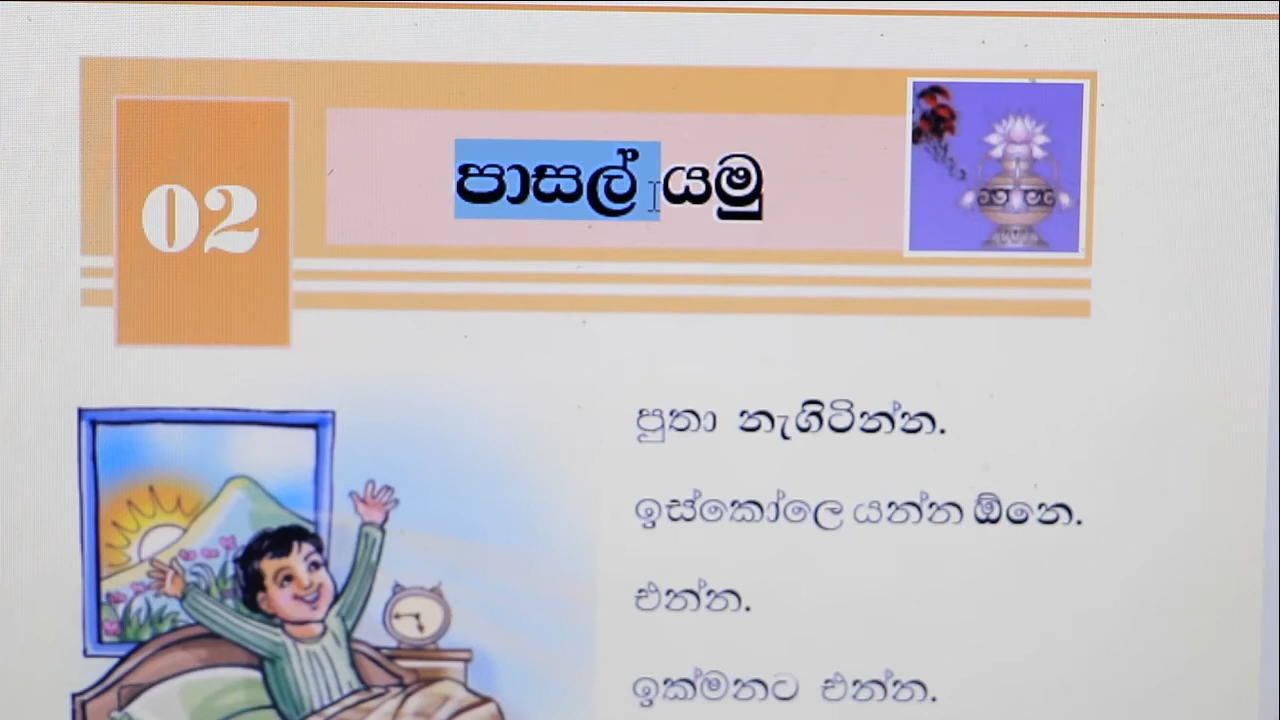 02
පාසල් යමු
පුතා නැගිටින්න.
ඉස්කෝලෙ යන්න ඕනෙ.
එන්න.
ඉක්මනට එන්න.